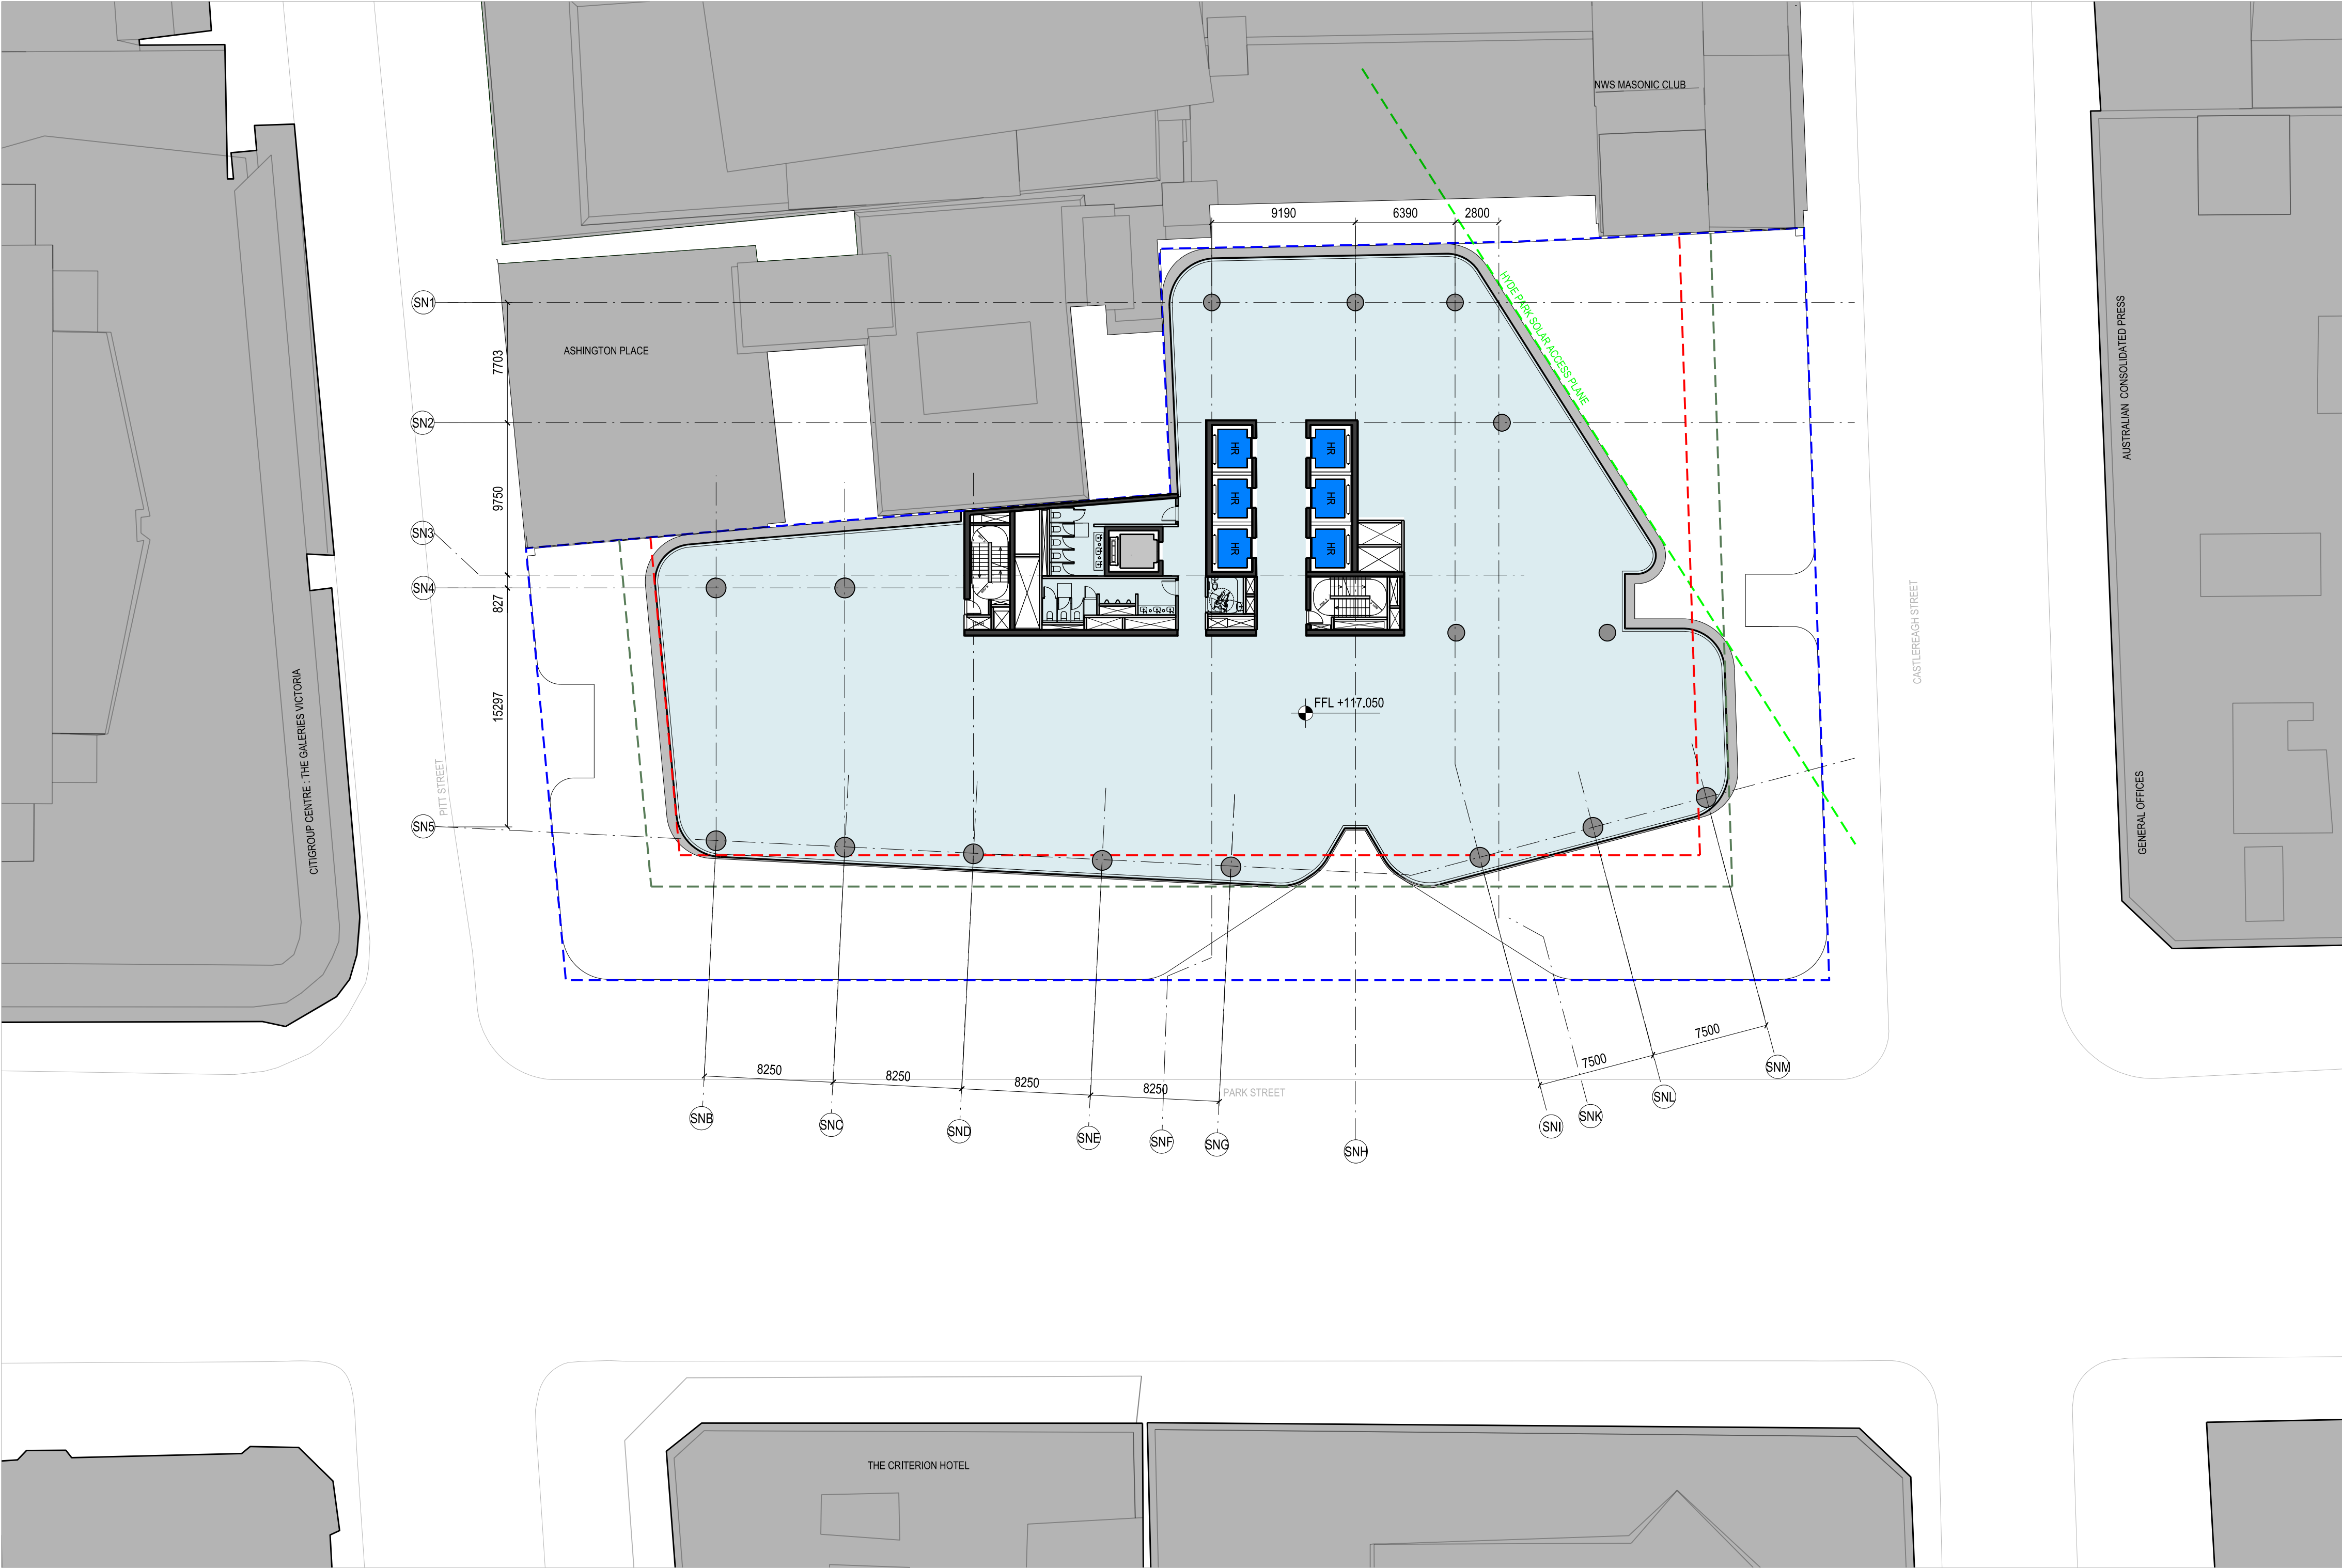 NWS MASONIC CLUB
9190
6390
2800
HYDE PARK SOLAR ACCESS PLANE
SN1
ASHINGTON PLACE
7703
SN2
HR
HR
9750
HR
HR
SN3
HR
HR
SN4
827
15297
FFL +117.050
SN5
CITIGROUP CENTRE : THE GALERIES VICTORIA
PITT STREET
CASTLEREAGH STREET
AUSTRALIAN CONSOLIDATED PRESS
GENERAL OFFICES
8250
8250
8250
8250
7500
7500
PARK STREET
SNB
SNC
SND
SNE
SNF
SNG
SNH
SNI
SNK
SNL
SNM
THE CRITERION HOTEL